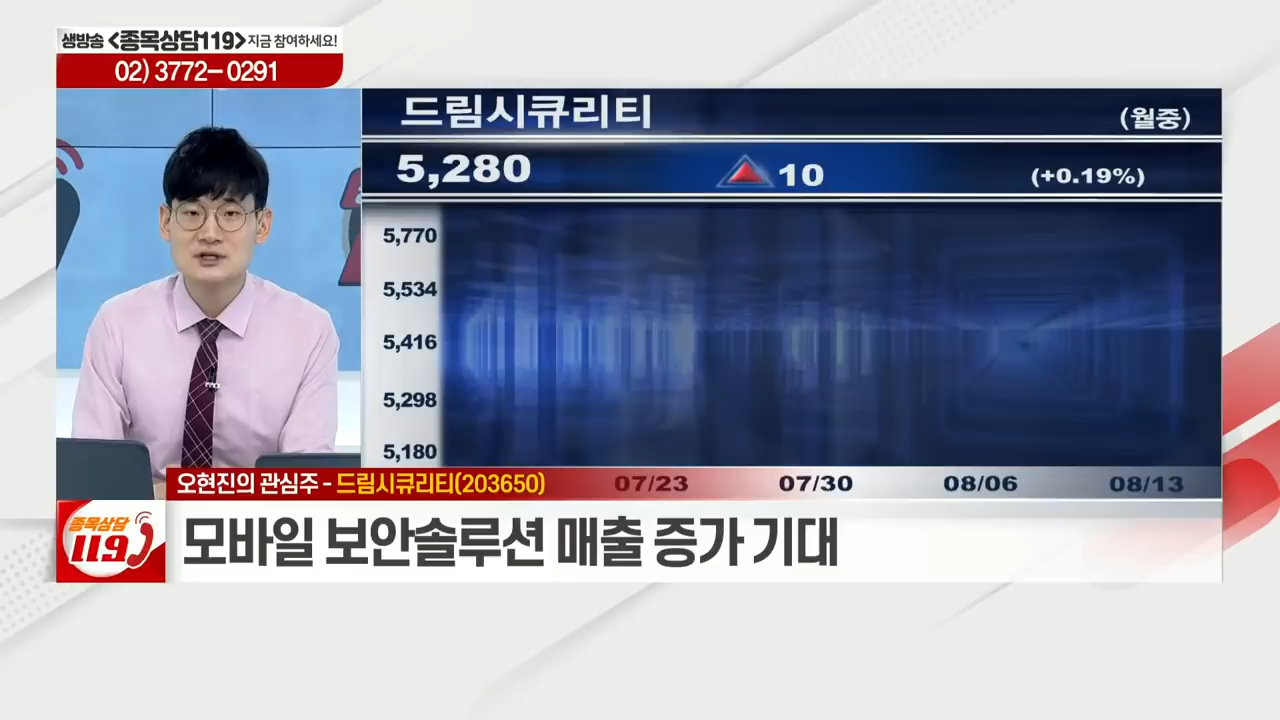 생방송 <종목상담119> 지금 참여하세요!
02) 3772-0291
드림시큐리티
(월중)
5,280
10
(+0.19%)
5,770
5,534
5,416
5,298
5,180
오현진의 관심주 - 드림시큐리티(203650)
07/23
07/30
08/06
08/13
종목상담
119
모바일 보안솔루션 매출 증가 기대